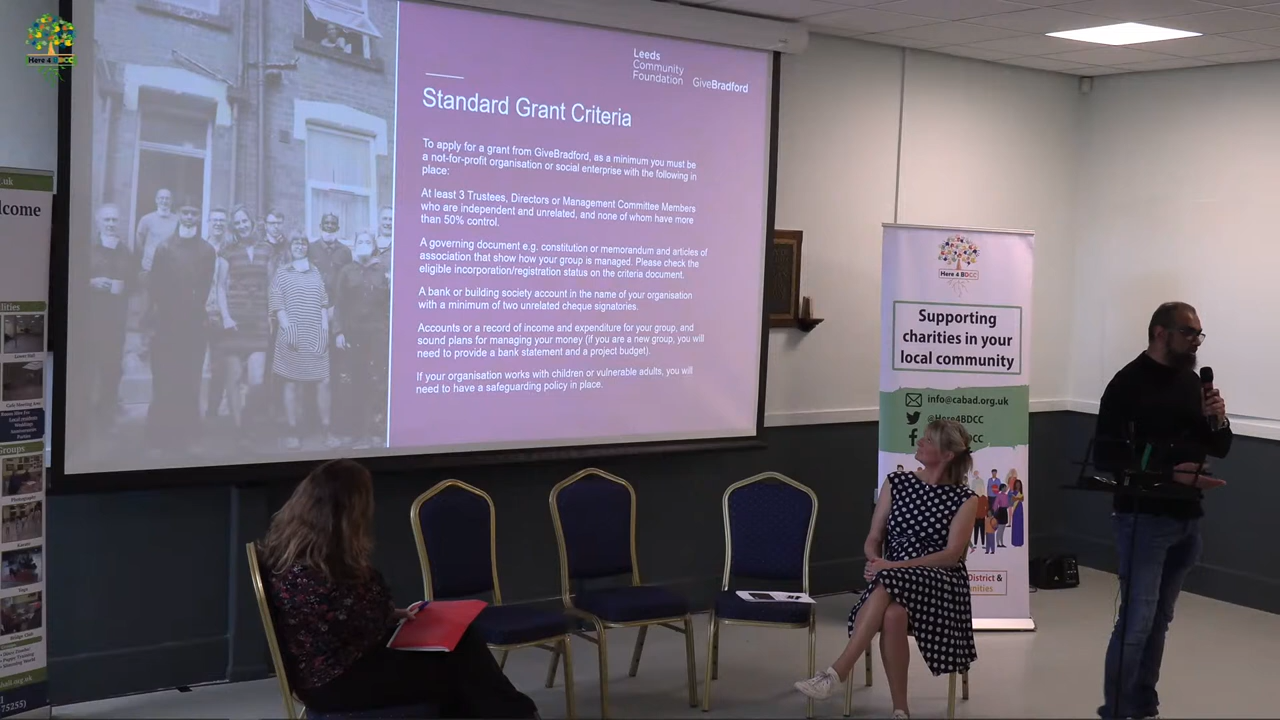 Here 4 BDCC
Leeds
Community
Foundation
GiveBradford
Standard Grant Criteria
To apply for a grant from GiveBradford, as a minimum you must be
a not-for-profit organisation or social enterprise with the following in
place:
At least 3 Trustees, Directors or Management Committee Members
who are independent and unrelated, and none of whom have more
than 50% control.
A governing document e.g. constitution or memorandum and articles of
association that show how your group is managed. Please check the
eligible incorporation/registration status on the criteria document.
A bank or building society account in the name of your organisation
with a minimum of two unrelated cheque signatories.
Accounts or a record of income and expenditure for your group, and
sound plans for managing your money (if you are a new group, you will
need to provide a bank statement and a project budget).
If your organisation works with children or vulnerable adults, you will
need to have a safeguarding policy in place.
.uk
lcome
lities
Groups
75255)
Here 4 BDCC
Supporting
charities in your
local community
info@cabad.org.uk
@Here4BDCC
District &